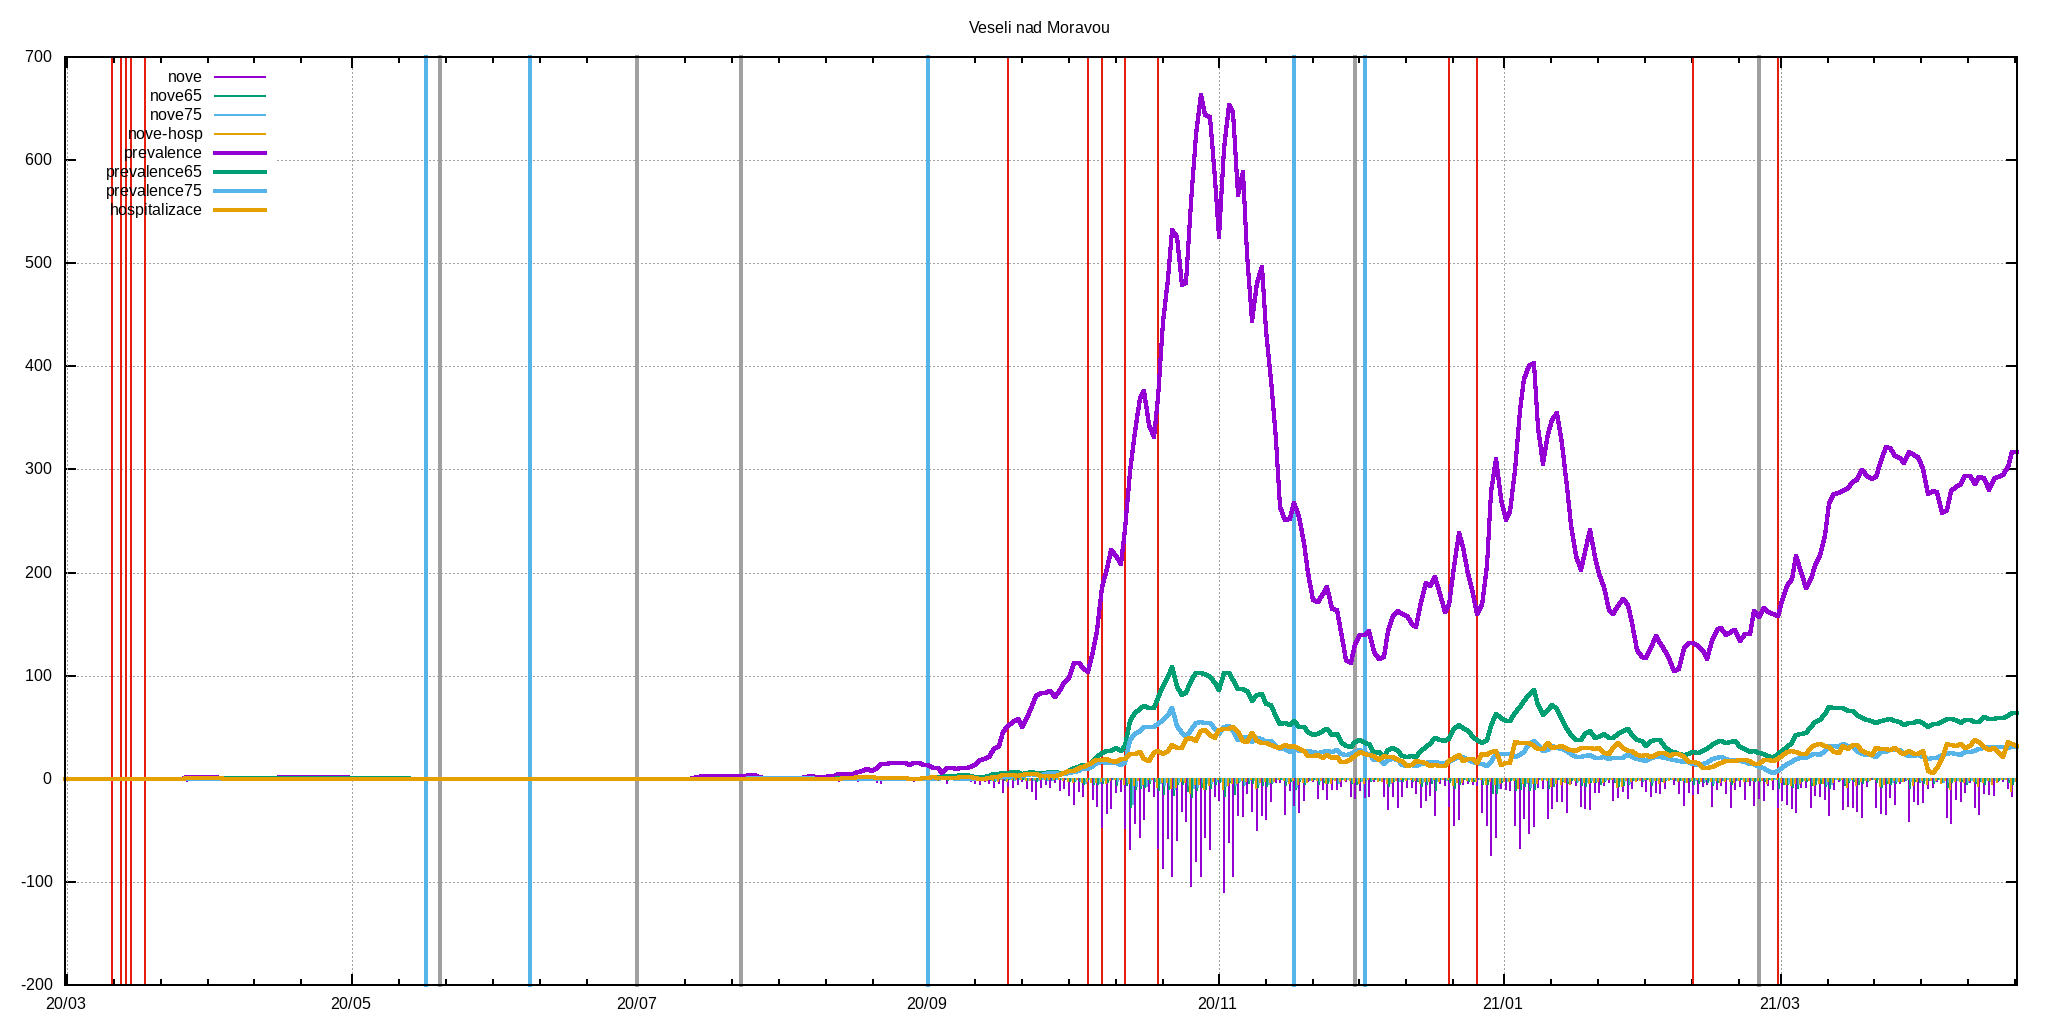 Veseli nad Moravou
700
600
500
400
300
200
100
0
-100
-200
nove
nove65
nove75
nove-hosp
prevalence
prevalence65
prevalence75
hospitalizace
20/03 20/05 20/07 20/09 20/11 21/01 21/03